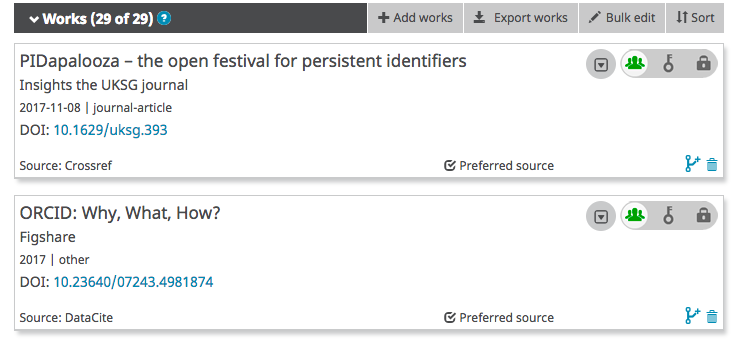 Works (29 of 29) ?
+ Add works
Export works
Bulk edit
Sort
PIDapalooza – the open festival for persistent identifiers
Insights the UKSG journal
2017-11-08 | journal-article
DOI: 10.1629/uksg.393
Source: Crossref
Preferred source
ORCID: Why, What, How?
Figshare
2017 | other
DOI: 10.23640/07243.4981874
Source: DataCite
Preferred source